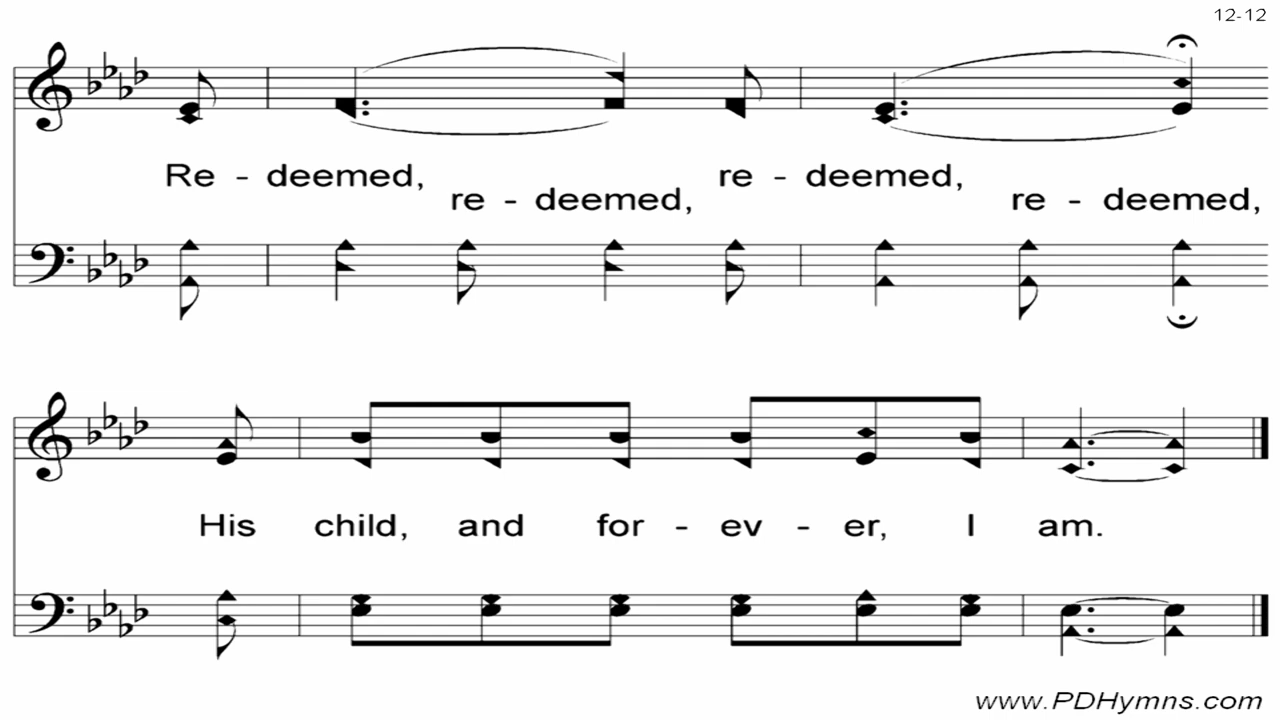 12-12
Re - deemed, re - deemed,
re - deemed, re - deemed,
His child, and for - ev - er, I am.
www.PDHymns.com